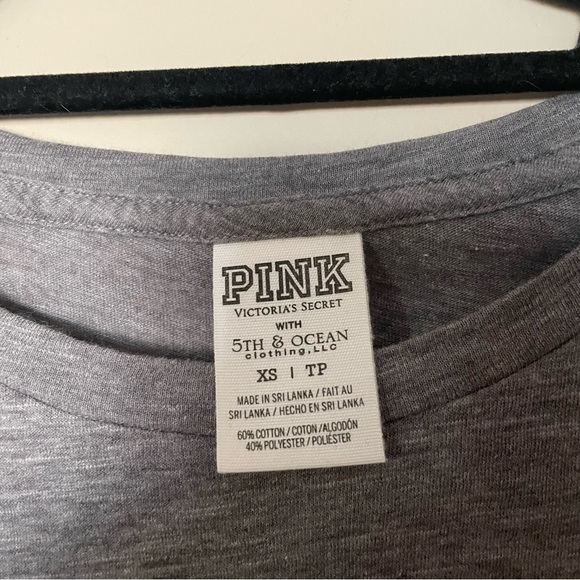 PINK
VICTORIA'S SECRET
WITH
5TH & OCEAN
clothing,LLC
XS | TP
MADE IN SRI LANKA / FAIT AU
SRI LANKA / HECHO EN SRI LANKA
60% COTTON / COTON / ALGODÓN
40% POLYESTER / POLIÉSTER